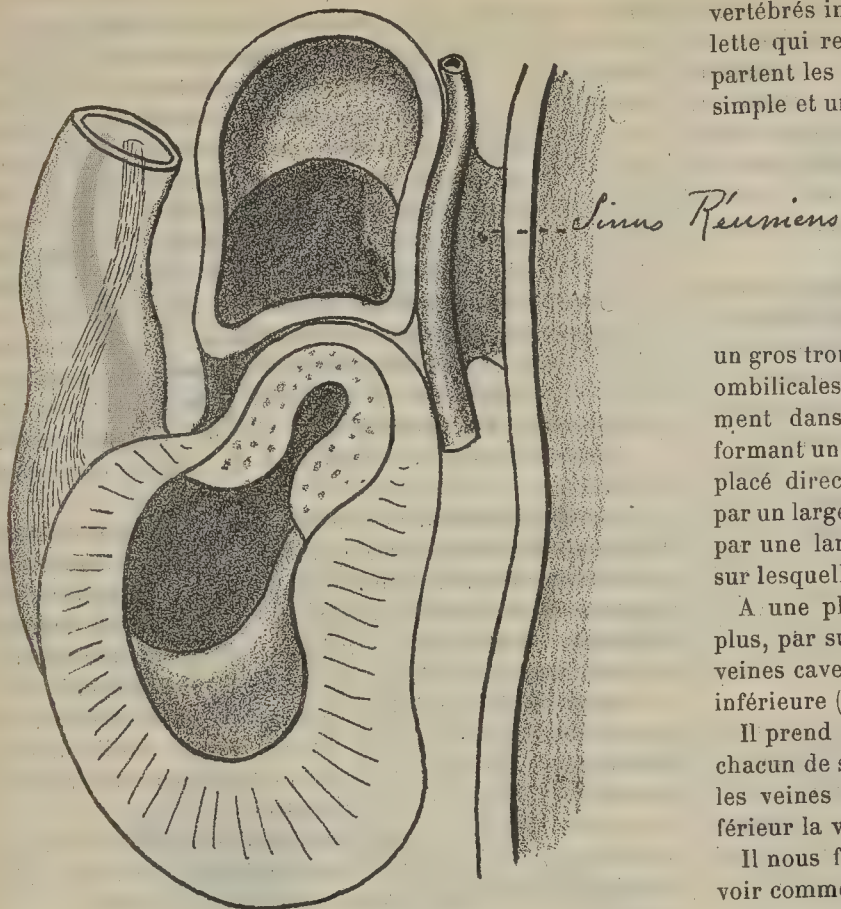 vertébrés in
lette qui re
partent les
simple et un
Sinus Réuniens
un gros tron
ombilicales
ment dans
formant un
placé direc
par un large
par une lar
sur lesquell
A une pl
plus, par su
veines cave
inférieure (
Il prend
chacun de s
les veines
férieur la v
Il nous f
voir comme